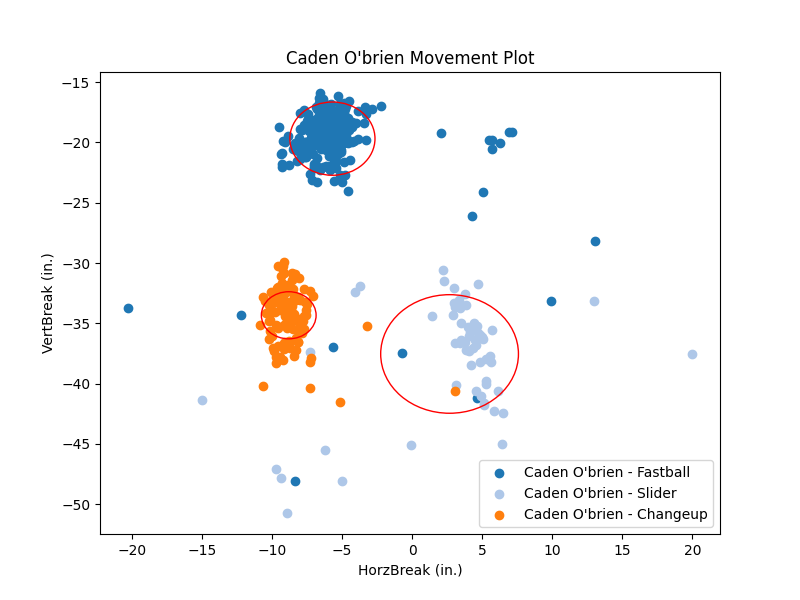 Caden O'brien Movement Plot
VertBreak (in.)
−15
−20
−25
−30
−35
−40
−45
−50
−20 −15 −10 −5 0 5 10 15 20
HorzBreak (in.)
Caden O'brien - Fastball
Caden O'brien - Slider
Caden O'brien - Changeup